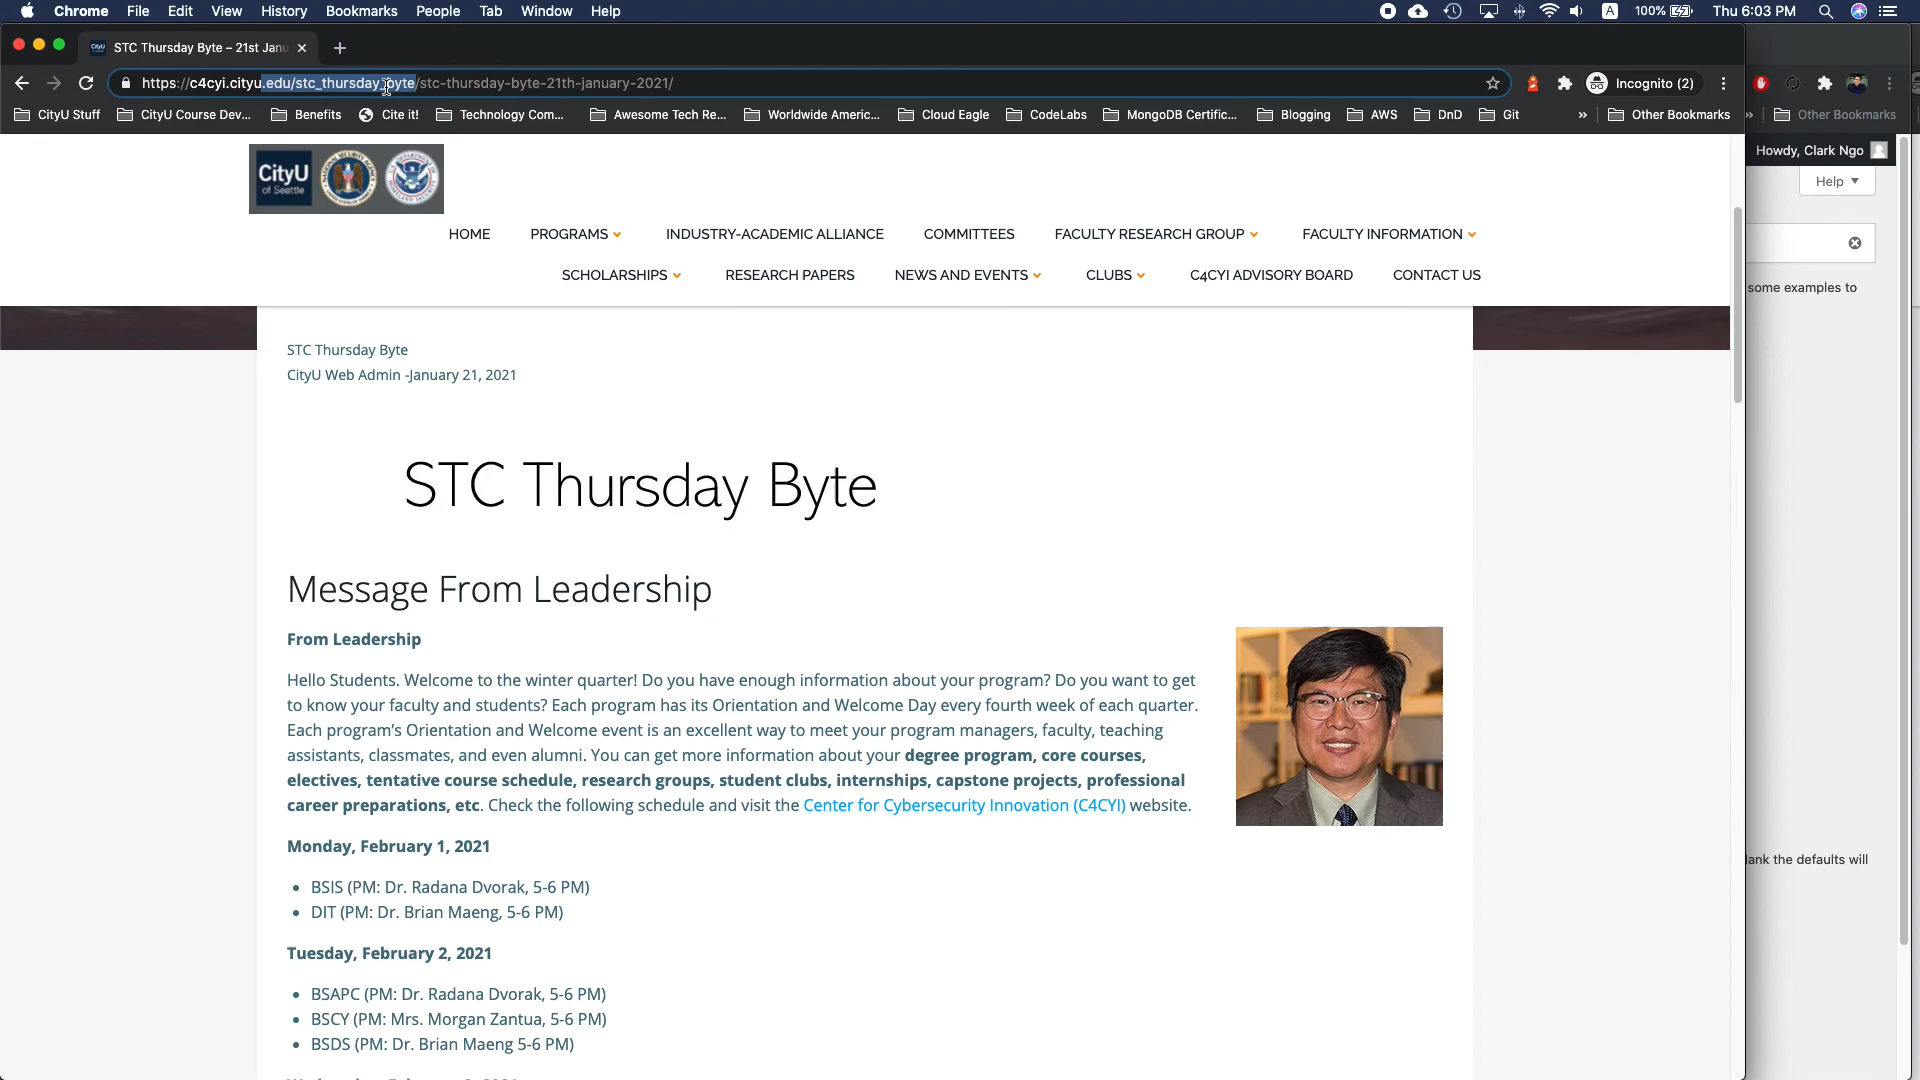 Chrome File Edit View History Bookmarks People Tab Window Help
A 100% Thu 6:03 PM
STC Thursday Byte – 21st Janu
https://c4cyi.cityu.edu/stc_thursday_byte/stc-thursday-byte-21th-january-2021/
Incognito (2)
CityU Stuff CityU Course Dev... Benefits Cite it! Technology Com... Awesome Tech Re... Worldwide Americ... Cloud Eagle CodeLabs MongoDB Certific... Blogging AWS DnD Git » Other Bookmarks » Other Bookmarks
Howdy, Clark Ngo
Help
CityU
of Seattle
HOME PROGRAMS INDUSTRY-ACADEMIC ALLIANCE COMMITTEES FACULTY RESEARCH GROUP FACULTY INFORMATION
SCHOLARSHIPS RESEARCH PAPERS NEWS AND EVENTS CLUBS C4CYI ADVISORY BOARD CONTACT US
some examples to
STC Thursday Byte
CityU Web Admin -January 21, 2021
STC Thursday Byte
Message From Leadership
From Leadership
Hello Students. Welcome to the winter quarter! Do you have enough information about your program? Do you want to get
to know your faculty and students? Each program has its Orientation and Welcome Day every fourth week of each quarter.
Each program's Orientation and Welcome event is an excellent way to meet your program managers, faculty, teaching
assistants, classmates, and even alumni. You can get more information about your degree program, core courses,
electives, tentative course schedule, research groups, student clubs, internships, capstone projects, professional
career preparations, etc. Check the following schedule and visit the Center for Cybersecurity Innovation (C4CYI) website.
lank the defaults will
Monday, February 1, 2021
• BSIS (PM: Dr. Radana Dvorak, 5-6 PM)
• DIT (PM: Dr. Brian Maeng, 5-6 PM)
Tuesday, February 2, 2021
• BSAPC (PM: Dr. Radana Dvorak, 5-6 PM)
• BSCY (PM: Mrs. Morgan Zantua, 5-6 PM)
• BSDS (PM: Dr. Brian Maeng 5-6 PM)